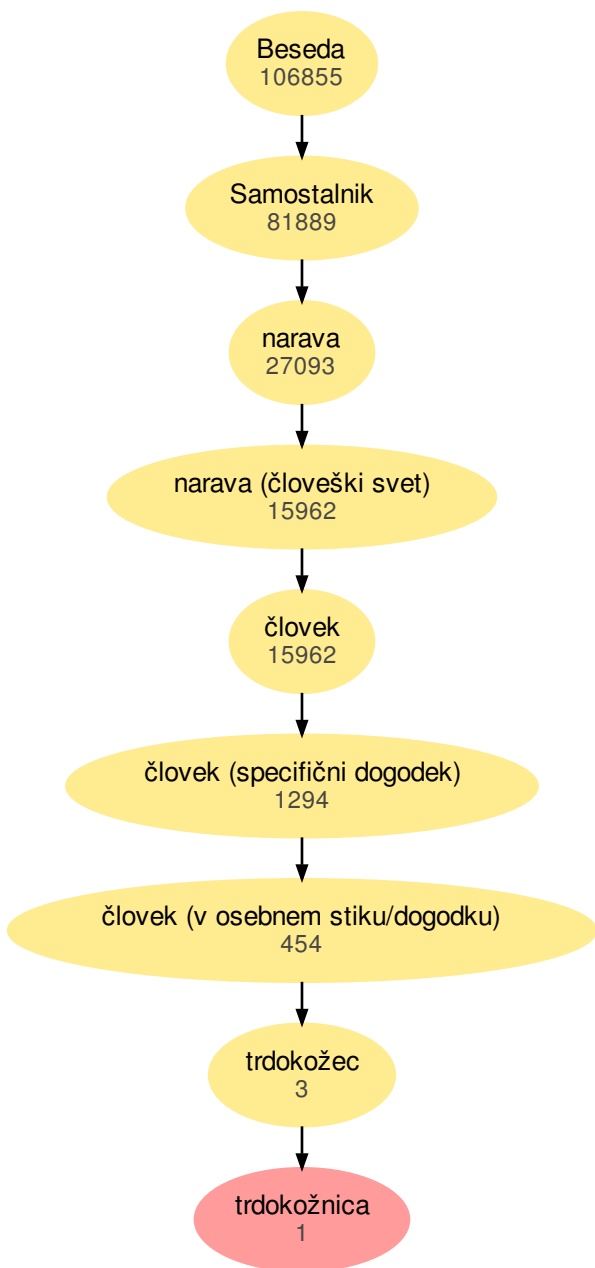 Beseda
106855
Samostalnik
81889
narava
27093
narava (človeški svet)
15962
človek
15962
človek (specifični dogodek)
1294
človek (v osebnem stiku/dogodku)
454
trdokožec
3
trdokožnica
1